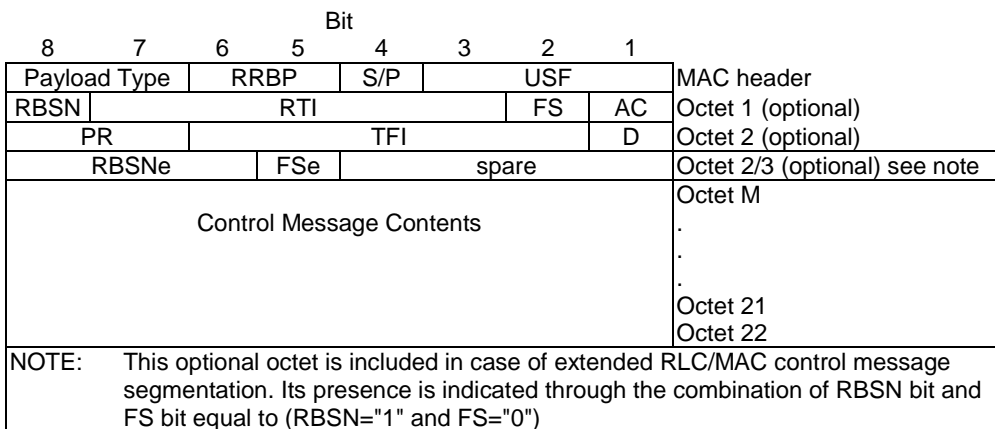 Bit
8 7 6 5 4 3 2 1
Payload Type RRBP S/P USF MAC header
RBSN RTI FS AC Octet 1 (optional)
PR TFI D Octet 2 (optional)
RBSNe FSe spare Octet 2/3 (optional) see note
Octet M
Control Message Contents .
.
.
Octet 21
Octet 22
NOTE: This optional octet is included in case of extended RLC/MAC control message
segmentation. Its presence is indicated through the combination of RBSN bit and
FS bit equal to (RBSN="1" and FS="0")